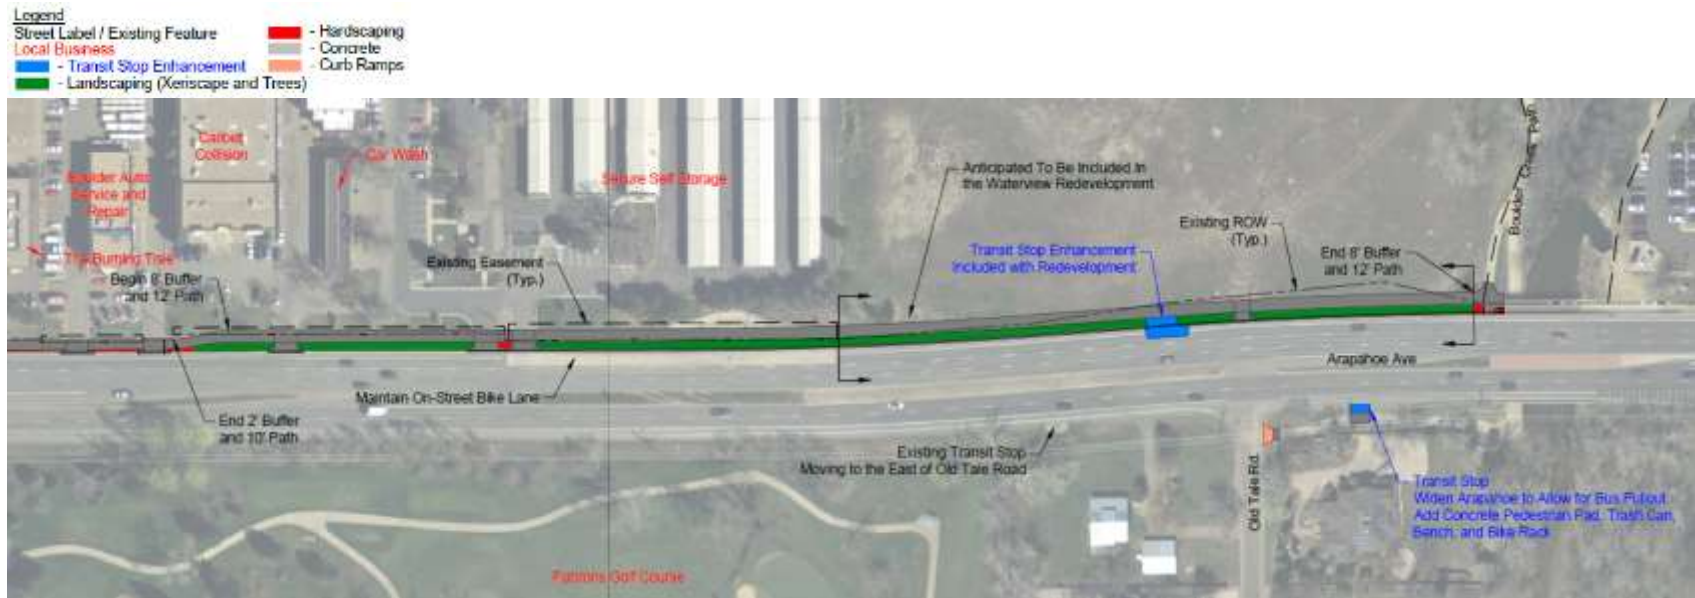 Legend
Street Label / Existing Feature
Local Business
- Transit Stop Enhancement
- Landscaping (Xeriscape and Trees)
- Hardscaping
- Concrete
- Curb Ramps
Caliber
Collision
Car Wash
Boulder Auto
Service and
Repair
The Burning Tree
Secure Self Storage
Begin 8' Buffer
and 12' Path
Existing Easement
(Typ.)
Anticipated To Be Included In
the Waterview Redevelopment
Transit Stop Enhancement
Included with Redevelopment
Existing ROW
(Typ.)
End 8' Buffer
and 12' Path
Boulder Creek Path
Arapahoe Ave
Maintain On-Street Bike Lane
End 2' Buffer
and 10' Path
Existing Transit Stop
Moving to the East of Old Tale Road
Old Tale Rd.
Transit Stop
Widen Arapahoe to Allow for Bus Pullout.
Add Concrete Pedestrian Pad, Trash Can,
Bench, and Bike Rack
Golf Course